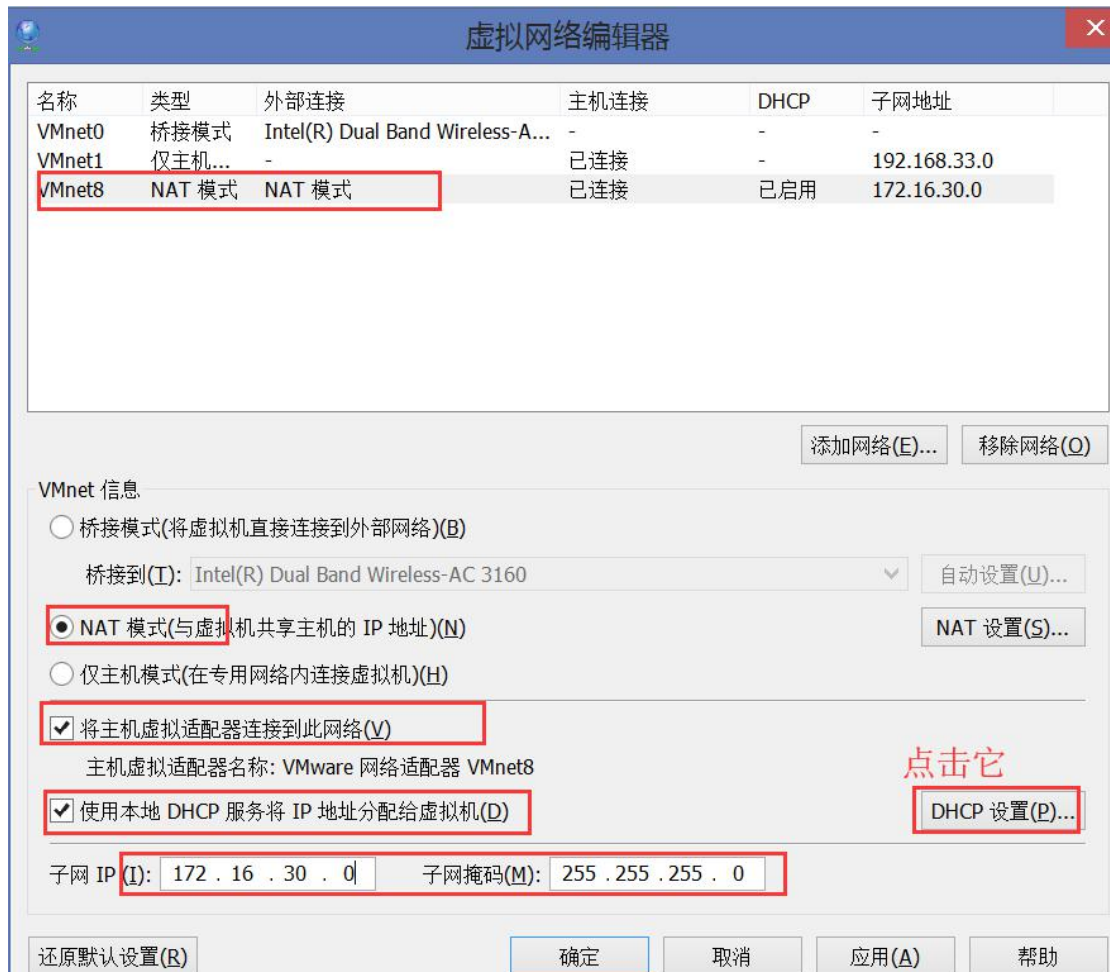 虚拟网络编辑器
名称 类型 外部连接 主机连接 DHCP 子网地址
VMnet0 桥接模式 Intel(R) Dual Band Wireless-A... - - -
VMnet1 仅主机... - 已连接 - 192.168.33.0
VMnet8 NAT 模式 NAT 模式 已连接 已启用 172.16.30.0
添加网络(E)... 移除网络(O)
VMnet 信息
桥接模式(将虚拟机直接连接到外部网络)(B)
桥接到(T): Intel(R) Dual Band Wireless-AC 3160 自动设置(U)...
NAT 模式(与虚拟机共享主机的 IP 地址)(N) NAT 设置(S)...
仅主机模式(在专用网络内连接虚拟机)(H)
将主机虚拟适配器连接到此网络(V)
主机虚拟适配器名称: VMware 网络适配器 VMnet8
点击它
使用本地 DHCP 服务将 IP 地址分配给虚拟机(D) DHCP 设置(P)...
子网 IP (I): 172 . 16 . 30 . 0 子网掩码(M): 255 .255 .255 . 0
还原默认设置(R) 确定 取消 应用(A) 帮助